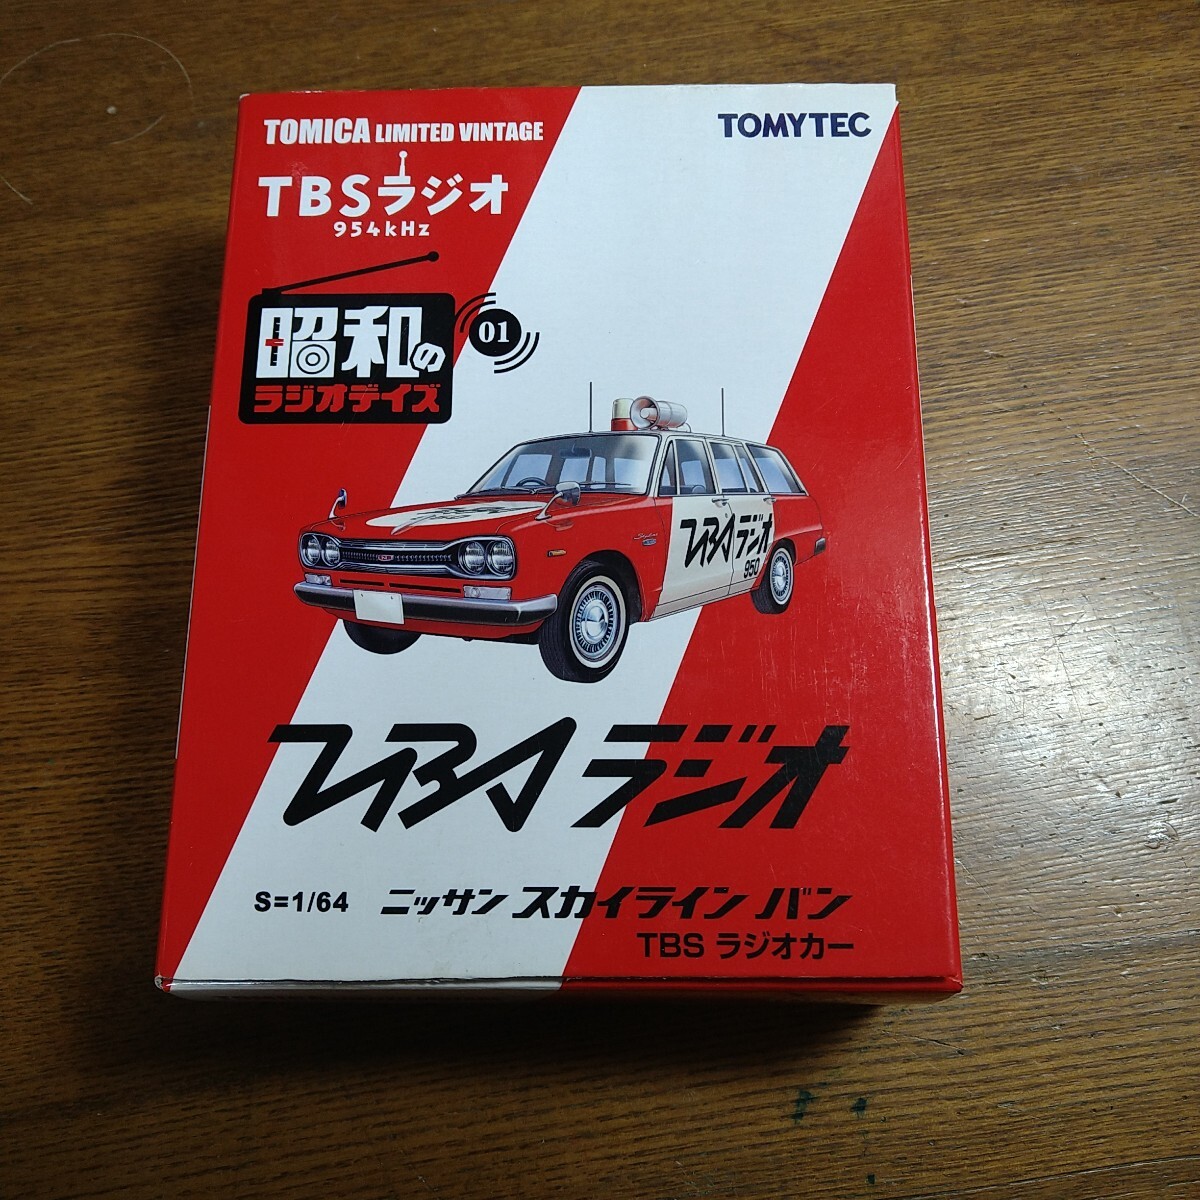 TOMICA LIMITED VINTAGE
TOMYTEC
TBSラジオ
954kHz
昭和の
ラジオデイズ
01
TBSラジオ
950
TBSラジオ
S=1/64 ニッサン スカイライン バン
TBS ラジオカー